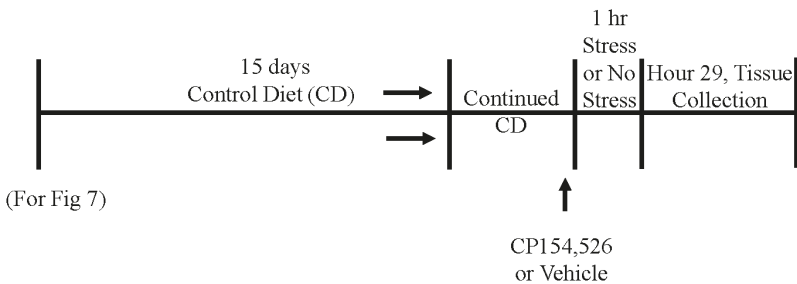 15 days
Control Diet (CD)
Continued
CD
1 hr
Stress
or No
Stress
Hour 29, Tissue
Collection
(For Fig 7)
CP154,526
or Vehicle